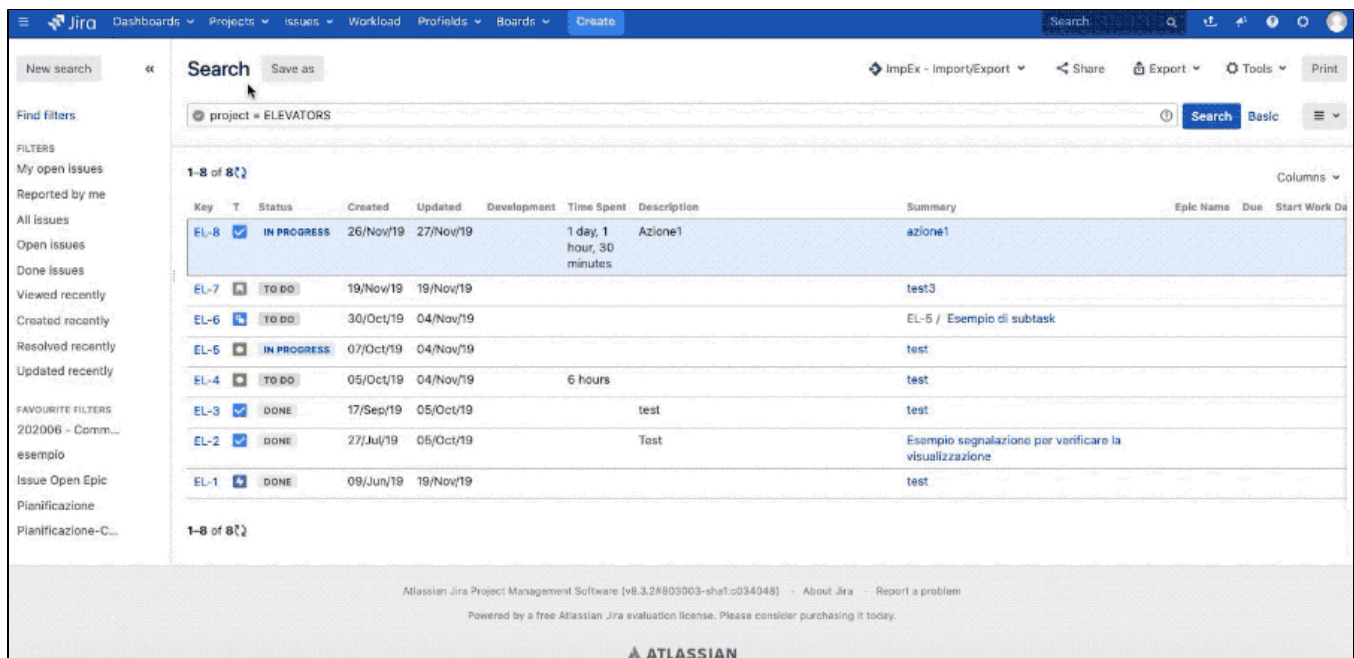 Jira Dashboards Projects Issues Workload Profields Boards Create Search
New search Search Save as ImpEx - Import/Export Share Export Tools Print
Find filters
project = ELEVATORS Search Basic
FILTERS
My open issues
Reported by me
All issues
Open issues
Done issues
Viewed recently
Created recently
Resolved recently
Updated recently
FAVOURITE FILTERS
202006 - Comm...
esempio
Issue Open Epic
Pianificazione
Pianificazione-C...
1–8 of 8
Columns
Key T Status Created Updated Development Time Spent Description Summary Epic Name Due Start Work Da
EL-8 IN PROGRESS 26/Nov/19 27/Nov/19 1 day, 1 Azione1 azione1
hour, 30
minutes
EL-7 TO DO 19/Nov/19 19/Nov/19 test3
EL-6 TO DO 30/Oct/19 04/Nov/19 EL-5 / Esempio di subtask
EL-5 IN PROGRESS 07/Oct/19 04/Nov/19 test
EL-4 TO DO 05/Oct/19 04/Nov/19 6 hours test
EL-3 DONE 17/Sep/19 05/Oct/19 test test
EL-2 DONE 27/Jul/19 05/Oct/19 Test Esempio segnalazione per verificare la
visualizzazione
EL-1 DONE 09/Jun/19 19/Nov/19 test
1–8 of 8
Atlassian Jira Project Management Software (v8.3.2#803003-sha1:c034048) · About Jira · Report a problem
Powered by a free Atlassian Jira evaluation license. Please consider purchasing it today.
ATLASSIAN